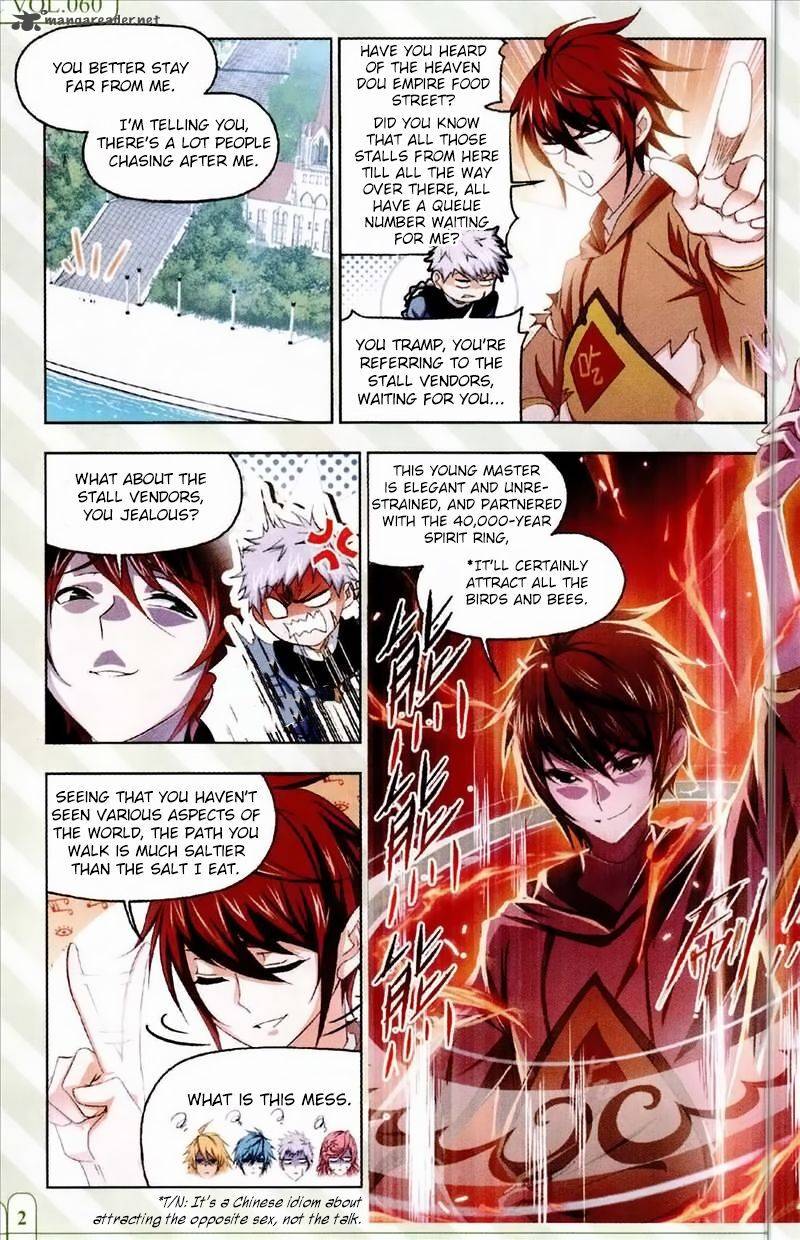 VOL.060
mangareader.net
YOU BETTER STAY
FAR FROM ME.
I'M TELLING YOU,
THERE'S A LOT PEOPLE
CHASING AFTER ME.
HAVE YOU HEARD
OF THE HEAVEN
DOU EMPIRE FOOD
STREET?
DID YOU KNOW
THAT ALL THOSE
STALLS FROM HERE
TILL ALL THE WAY
OVER THERE, ALL
HAVE A QUEUE
NUMBER WAITING
FOR ME?
吃
YOU TRAMP, YOU'RE
REFERRING TO THE
STALL VENDORS,
WAITING FOR YOU...
WHAT ABOUT THE
STALL VENDORS,
YOU JEALOUS?
THIS YOUNG MASTER
IS ELEGANT AND UNRE-
STRAINED, AND PARTNERED
WITH THE 40,000-YEAR
SPIRIT RING,
*IT'LL CERTAINLY
ATTRACT ALL THE
BIRDS AND BEES.
熊
熊
熊
刷!!
SEEING THAT YOU HAVEN'T
SEEN VARIOUS ASPECTS OF
THE WORLD, THE PATH YOU
WALK IS MUCH SALTIER
THAN THE SALT I EAT.
WHAT IS THIS MESS.
? ? ? ?
*T/N: It's a Chinese idiom about
attracting the opposite sex, not the talk.
2